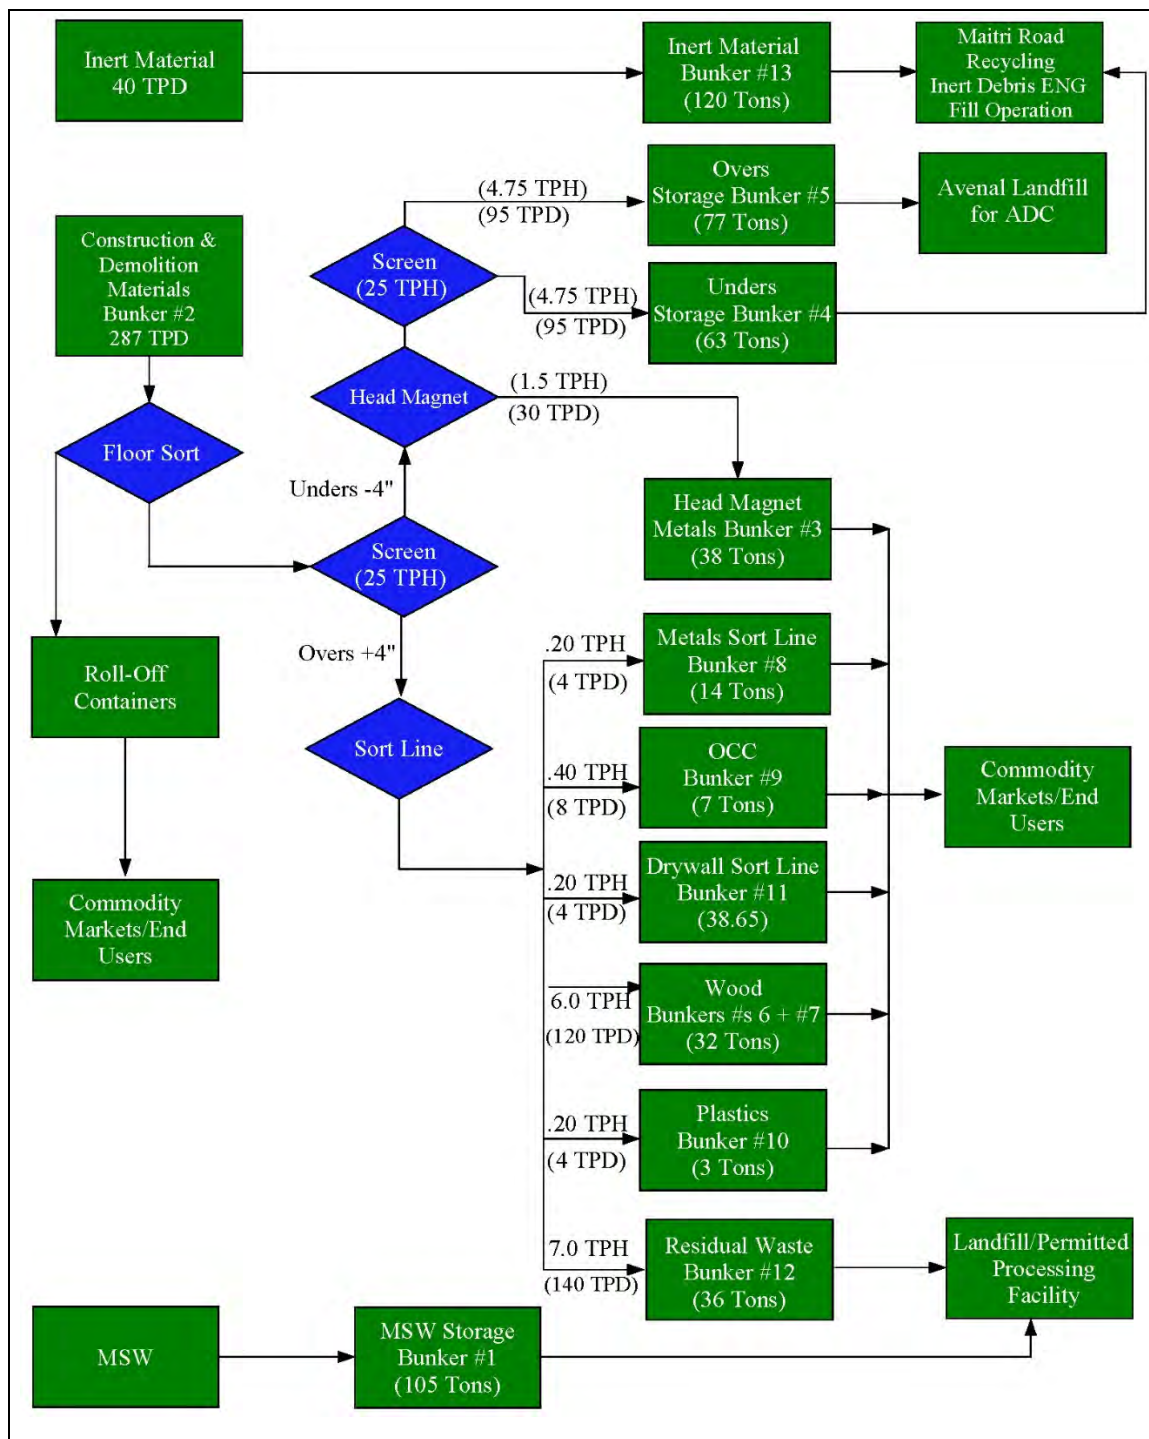 Inert Material
40 TPD
Inert Material
Bunker #13
(120 Tons)
Maitri Road
Recycling
Inert Debris ENG
Fill Operation
(4.75 TPH)
(95 TPD)
Overs
Storage Bunker #5
(77 Tons)
Avenal Landfill
for ADC
Construction &
Demolition
Materials
Bunker #2
287 TPD
Screen
(25 TPH)
(4.75 TPH)
(95 TPD)
Unders
Storage Bunker #4
(63 Tons)
Head Magnet
(1.5 TPH)
(30 TPD)
Floor Sort
Unders -4"
Head Magnet
Metals Bunker #3
(38 Tons)
Screen
(25 TPH)
Overs +4"
.20 TPH
(4 TPD)
Metals Sort Line
Bunker #8
(14 Tons)
Roll-Off
Containers
Sort Line
.40 TPH
(8 TPD)
OCC
Bunker #9
(7 Tons)
Commodity
Markets/End
Users
.20 TPH
(4 TPD)
Drywall Sort Line
Bunker #11
(38.65)
Commodity
Markets/End
Users
6.0 TPH
(120 TPD)
Wood
Bunkers #s 6 + #7
(32 Tons)
.20 TPH
(4 TPD)
Plastics
Bunker #10
(3 Tons)
7.0 TPH
(140 TPD)
Residual Waste
Bunker #12
(36 Tons)
Landfill/Permitted
Processing
Facility
MSW
MSW Storage
Bunker #1
(105 Tons)